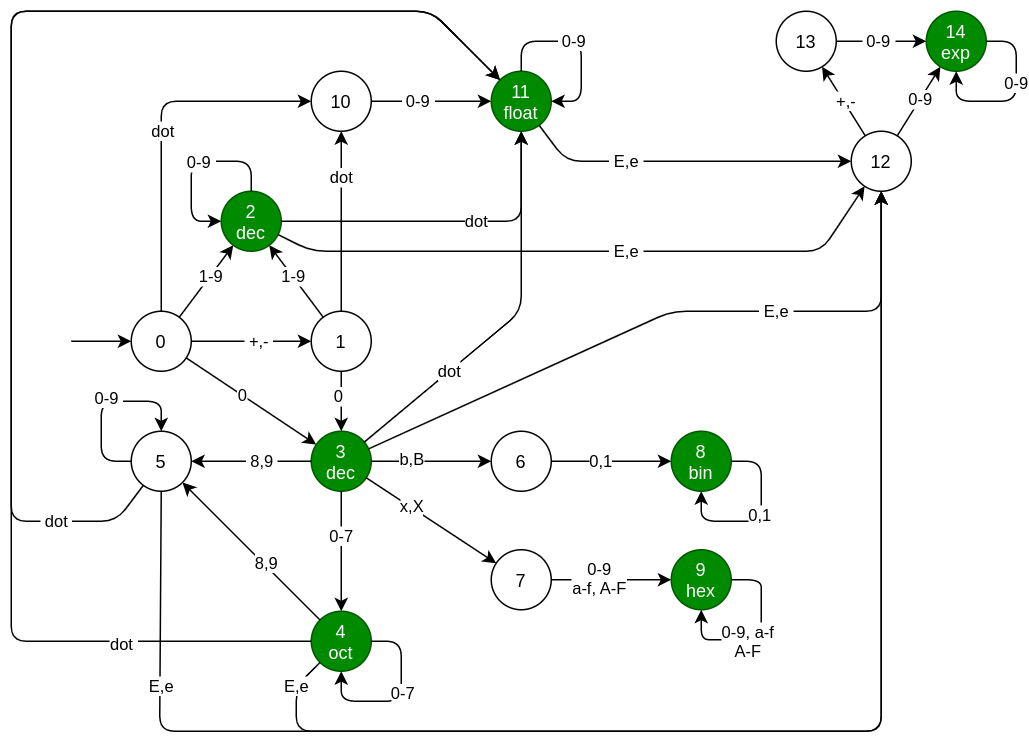 13
0-9
14
exp
0-9
0-9
11
float
10
0-9
+,-
0-9
dot
dot
0-9
E,e
12
2
dec
dot
E,e
1-9
1-9
E,e
0
+,-
1
dot
0
0
0-9
5
8,9
3
dec
b,B
6
0,1
8
bin
0,1
x,X
dot
0-7
8,9
7
0-9
a-f, A-F
9
hex
0-9, a-f
A-F
dot
4
oct
0-7
E,e
E,e